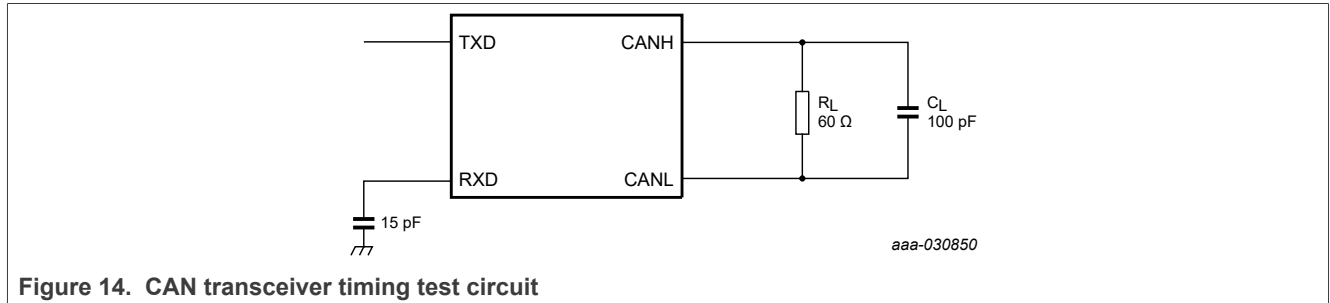 TXD
CANH
RL
60 Ω
CL
100 pF
RXD
CANL
15 pF
aaa-030850
Figure 14. CAN transceiver timing test circuit